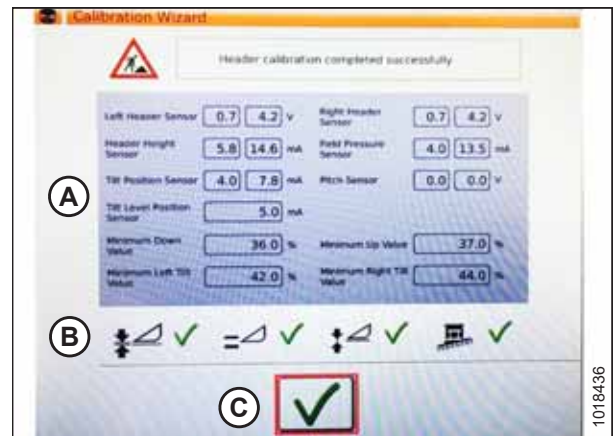 Calibration Wizard
Header calibration completed successfully
Left Header Sensor 0.7 4.2 V Right Header Sensor 0.7 4.2 V
Header Height Sensor 5.8 14.6 mA Field Pressure Sensor 4.0 13.5 mA
A
Tilt Position Sensor 4.0 7.8 mA Pitch Sensor 0.0 0.0 V
Tilt Level Position Sensor 5.0 mA
Minimum Down Value 36.0 % Minimum Up Value 37.0 %
Minimum Left Tilt Value 42.0 % Minimum Right Tilt Value 44.0 %
B
C
1018436